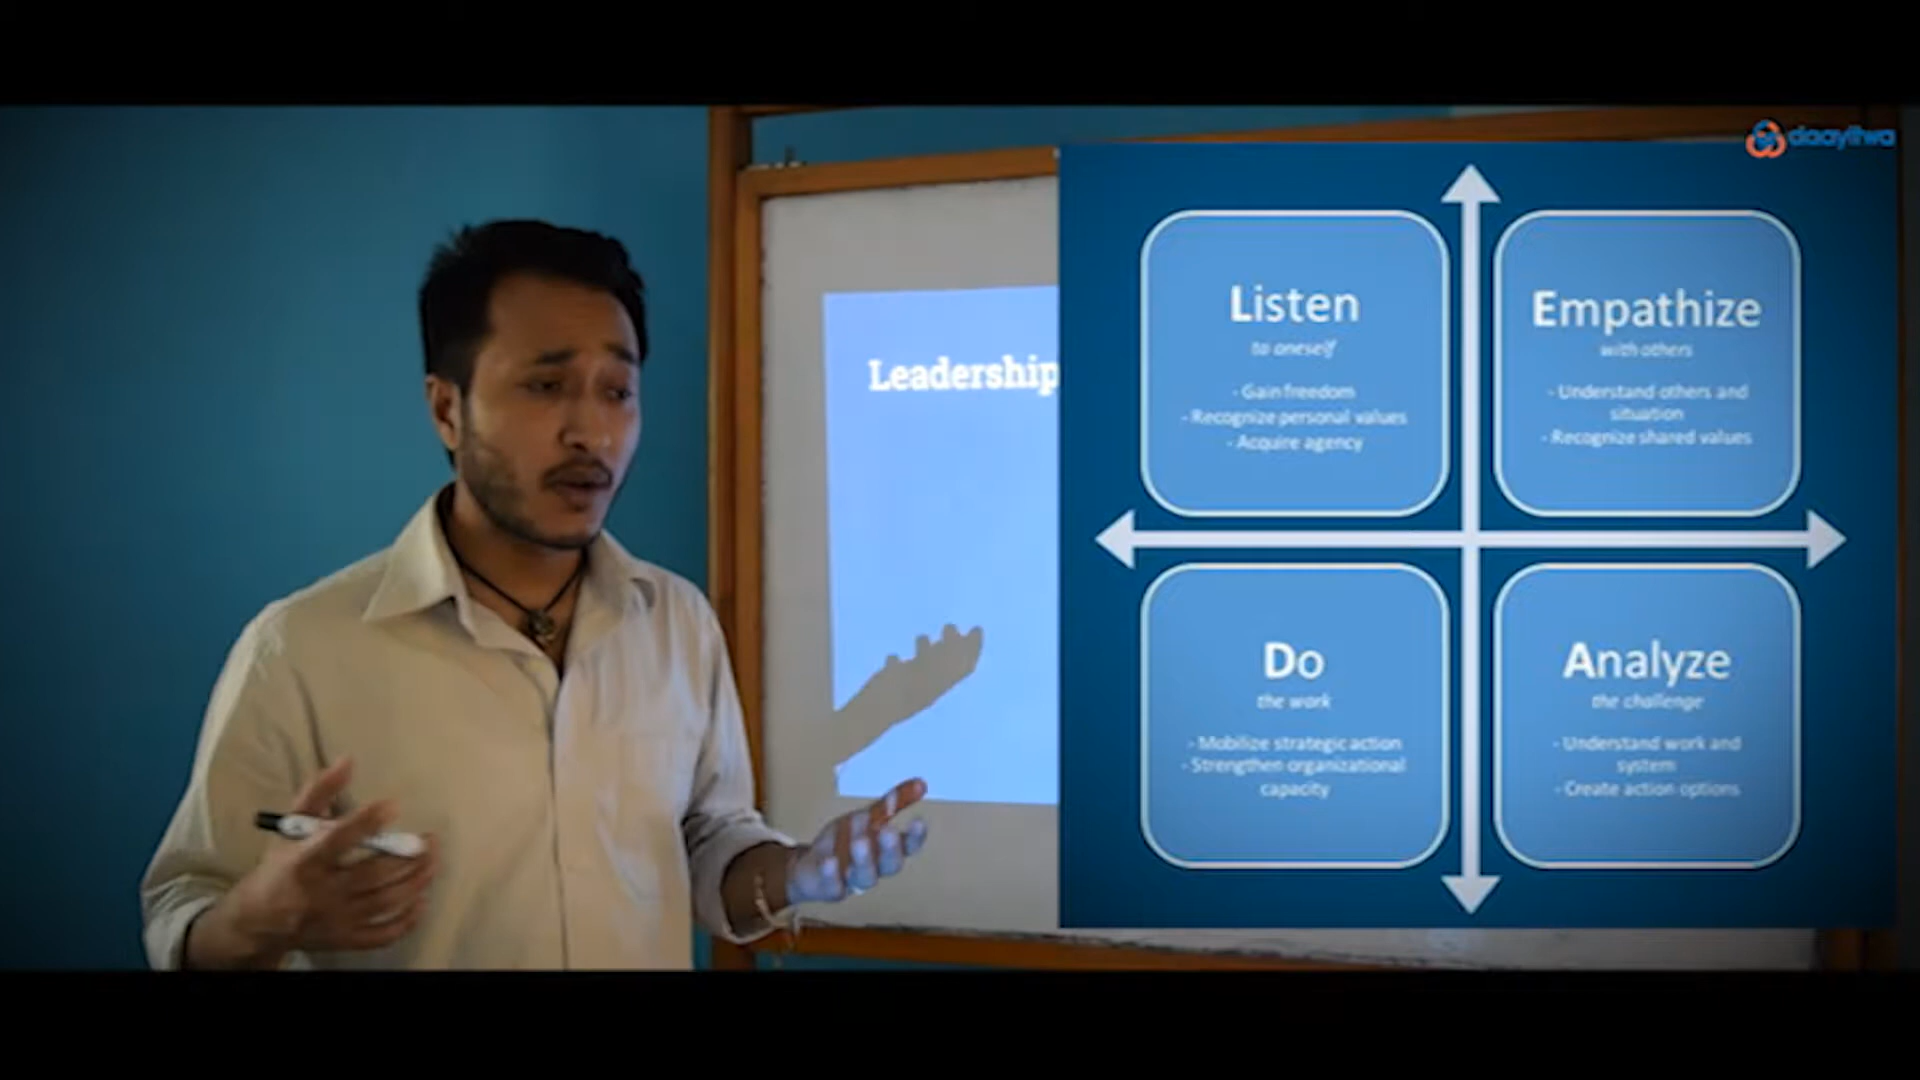 daayitwa
Leadership
Listen
to oneself
- Gain freedom
- Recognize personal values
- Acquire agency
Empathize
with others
- Understand others and
situation
- Recognize shared values
Do
the work
- Mobilize strategic action
- Strengthen organizational
capacity
Analyze
the challenge
- Understand work and
system
- Create action options